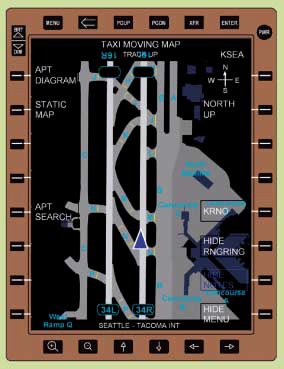 MENU
PGUP
PGDN
XFR
ENTER
BRT
DIM
PWR
TAXI MOVING MAP
16R
TRACK UP
KSEA
N
W
E
S
APT
DIAGRAM
STATIC
MAP
NORTH
UP
North
Concourse
KRNO
APT
SEARCH
HIDE
RNGRING
HIDE
NOTES
Concourse
A
Concourse
HIDE
MENU
West
Ramp Q
34L
34R
SEATTLE - TACOMA INT